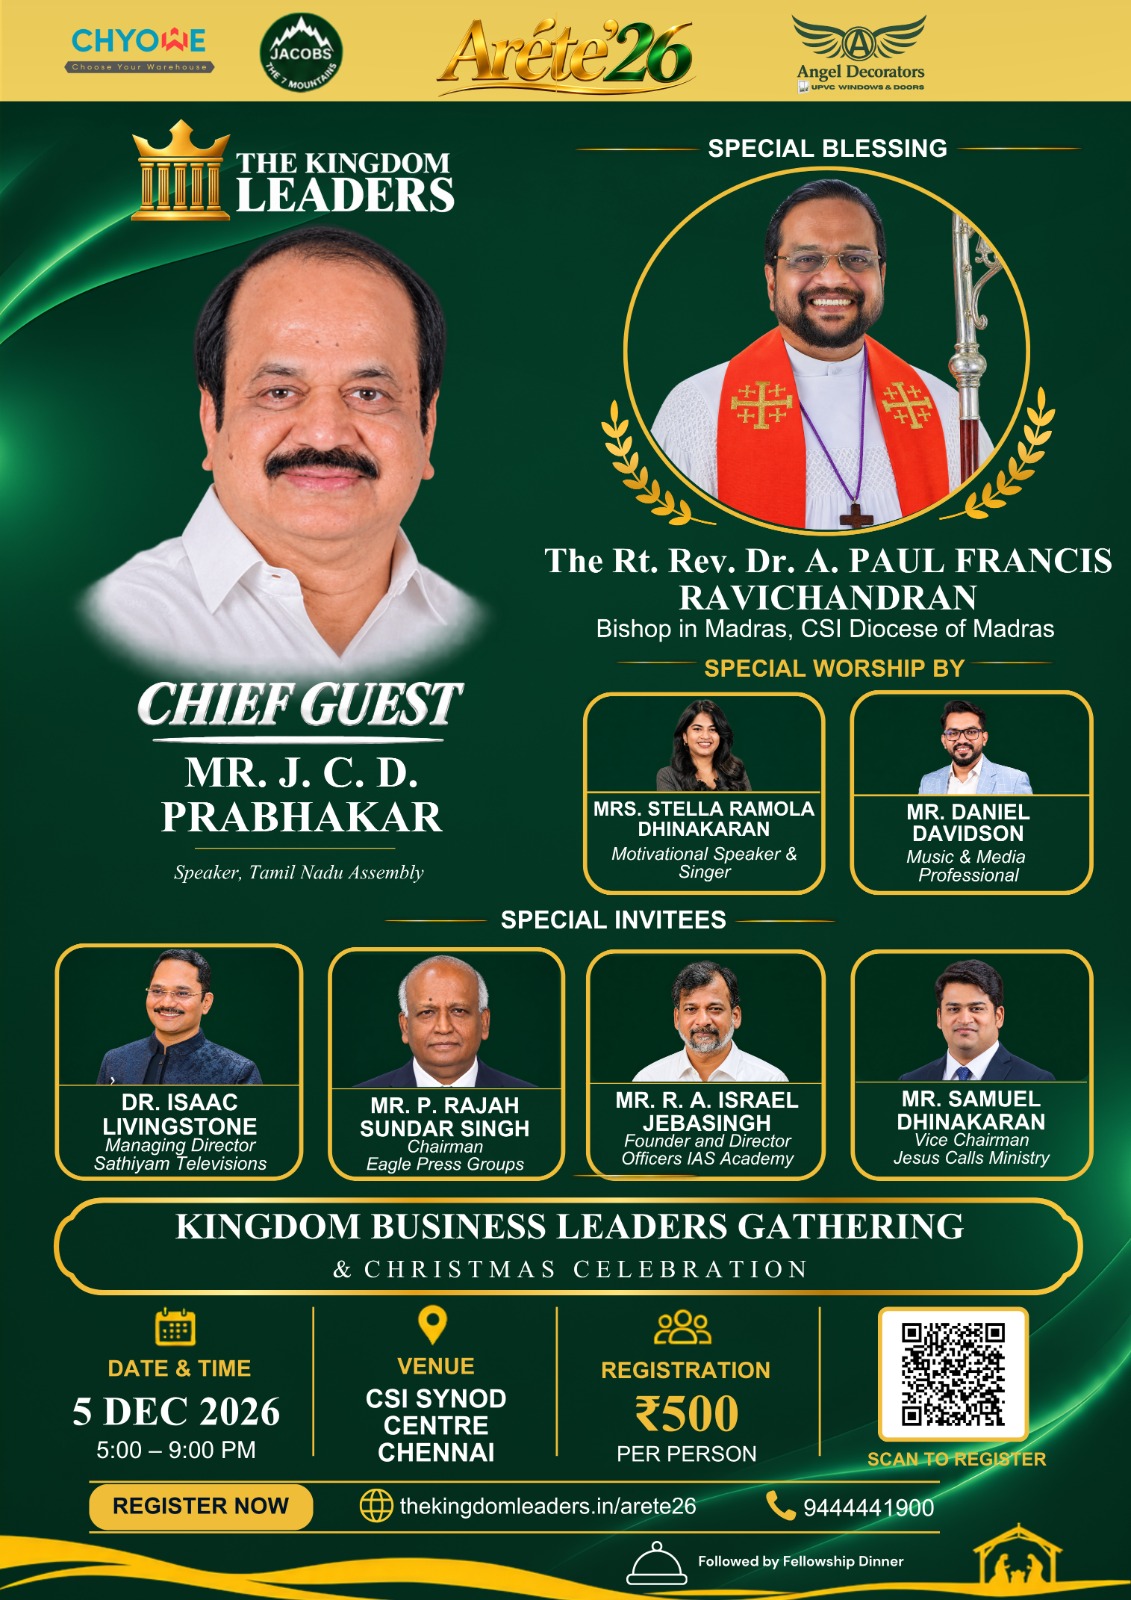 CHYOWE
Choose Your Warehouse
JACOBS
THE 7 MOUNTAINS
Aréte'26
A
Angel Decorators
UPVC WINDOWS & DOORS
THE KINGDOM
LEADERS
SPECIAL BLESSING
The Rt. Rev. Dr. A. PAUL FRANCIS
RAVICHANDRAN
Bishop in Madras, CSI Diocese of Madras
CHIEF GUEST
MR. J. C. D.
PRABHAKAR
Speaker, Tamil Nadu Assembly
SPECIAL WORSHIP BY
MRS. STELLA RAMOLA
DHINAKARAN
Motivational Speaker &
Singer
MR. DANIEL
DAVIDSON
Music & Media
Professional
SPECIAL INVITEES
DR. ISAAC
LIVINGSTONE
Managing Director
Sathiyam Televisions
MR. P. RAJAH
SUNDAR SINGH
Chairman
Eagle Press Groups
MR. R. A. ISRAEL
JEBASINGH
Founder and Director
Officers IAS Academy
MR. SAMUEL
DHINAKARAN
Vice Chairman
Jesus Calls Ministry
KINGDOM BUSINESS LEADERS GATHERING
& CHRISTMAS CELEBRATION
DATE & TIME
5 DEC 2026
5:00 – 9:00 PM
VENUE
CSI SYNOD
CENTRE
CHENNAI
REGISTRATION
₹500
PER PERSON
SCAN TO REGISTER
REGISTER NOW
thekingdomleaders.in/arete26
9444441900
Followed by Fellowship Dinner